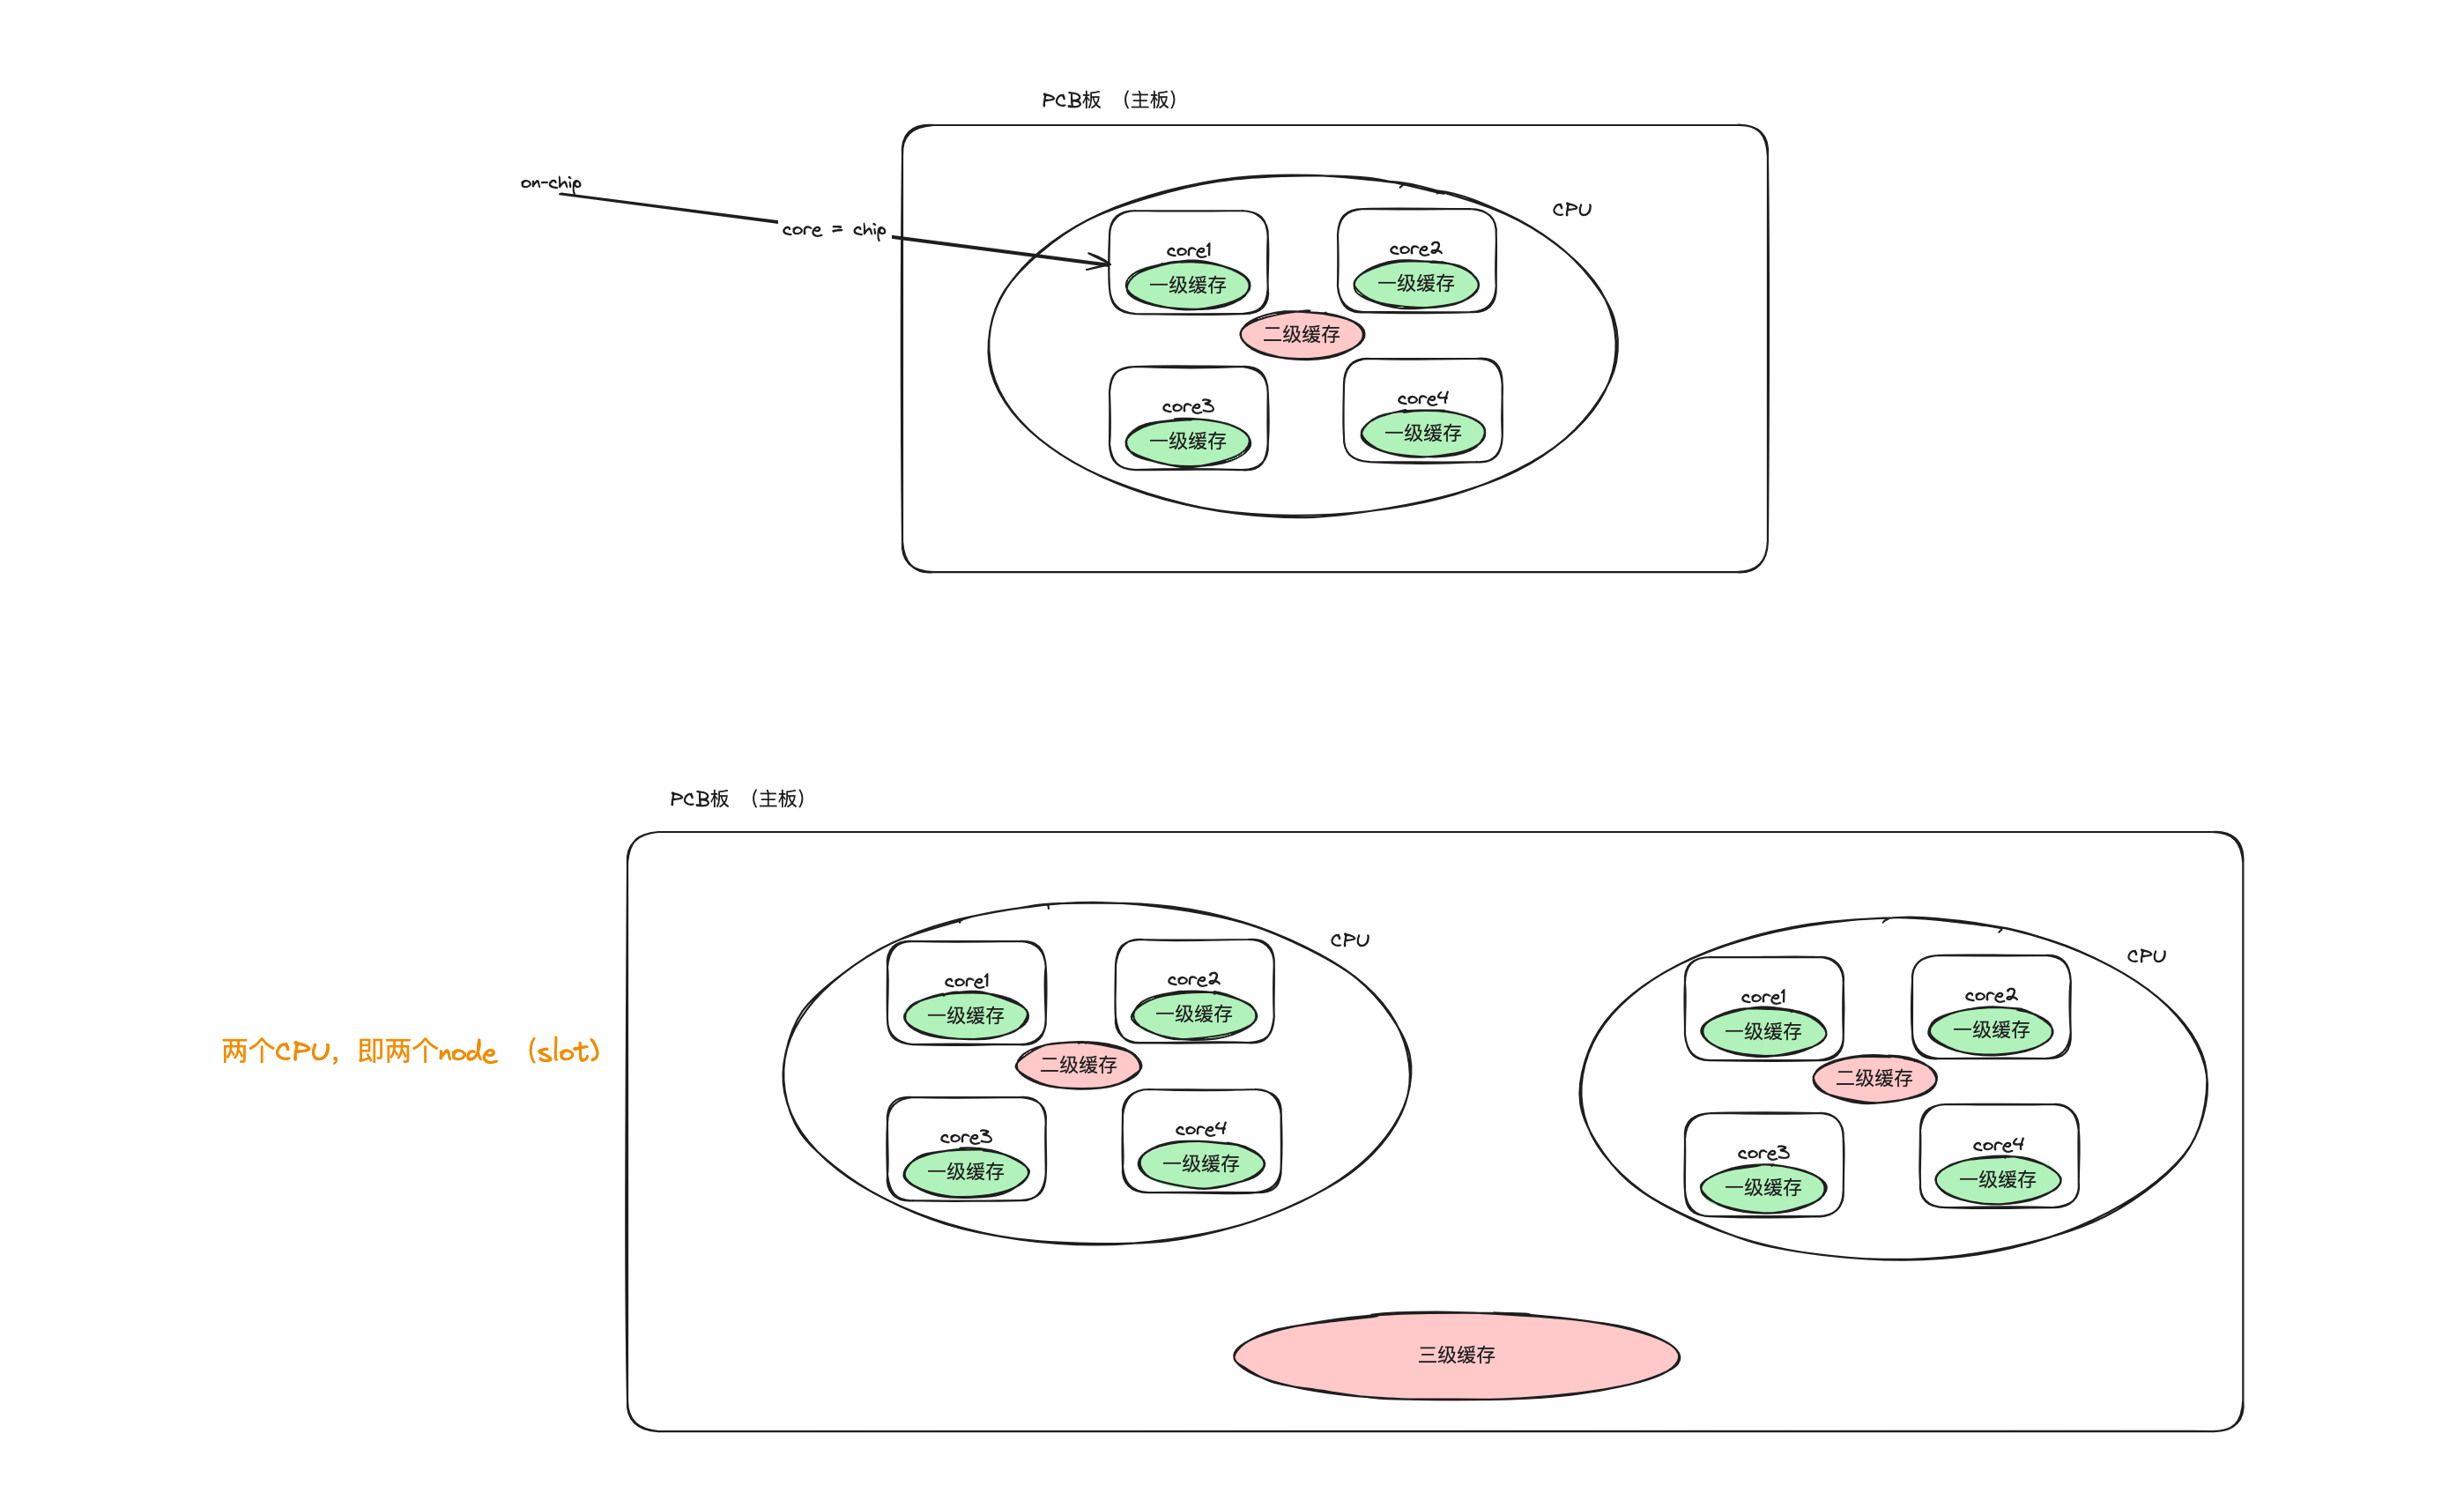 PCB板 （主板）
on-chip
core = chip
CPU
core1
一级缓存
core2
一级缓存
二级缓存
core3
一级缓存
core4
一级缓存
PCB板 （主板）
两个CPU，即两个node （slot）
CPU
core1
一级缓存
core2
一级缓存
二级缓存
core3
一级缓存
core4
一级缓存
CPU
core1
一级缓存
core2
一级缓存
二级缓存
core3
一级缓存
core4
一级缓存
三级缓存